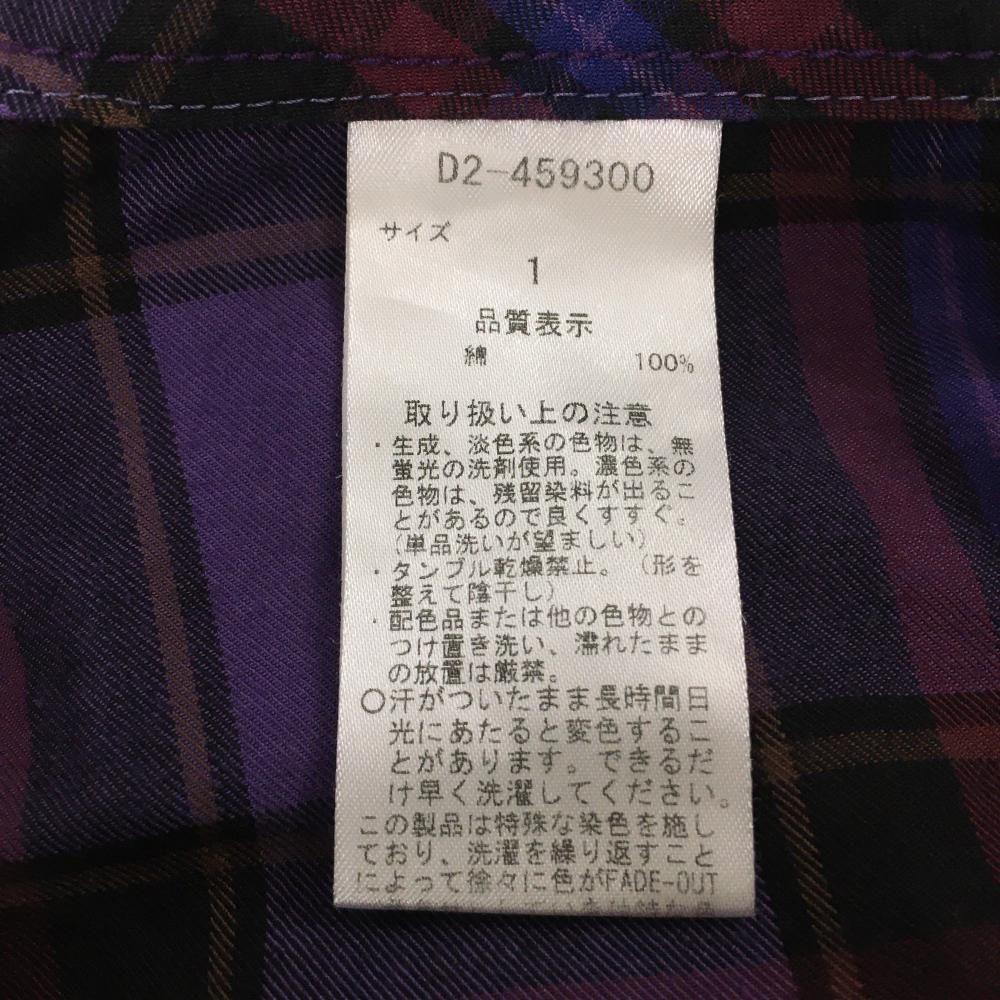 D2-459300
サイズ
1
品質表示
綿 100%
取り扱い上の注意
・生成、淡色系の色物は、無
蛍光の洗剤使用。濃色系の
色物は、残留染料が出るこ
とがあるので良くすすぐ。
(単品洗いが望ましい)
・タンブル乾燥禁止。(形を
整えて陰干し)
・配色品または他の色物との
つけ置き洗い、濡れたまま
の放置は厳禁。
○汗がついたまま長時間日
光にあたると変色するこ
とがあります。できるだ
け早く洗濯してください。
この製品は特殊な染色を施し
ており、洗濯を繰り返すこと
によって徐々に色がFADE-OUT